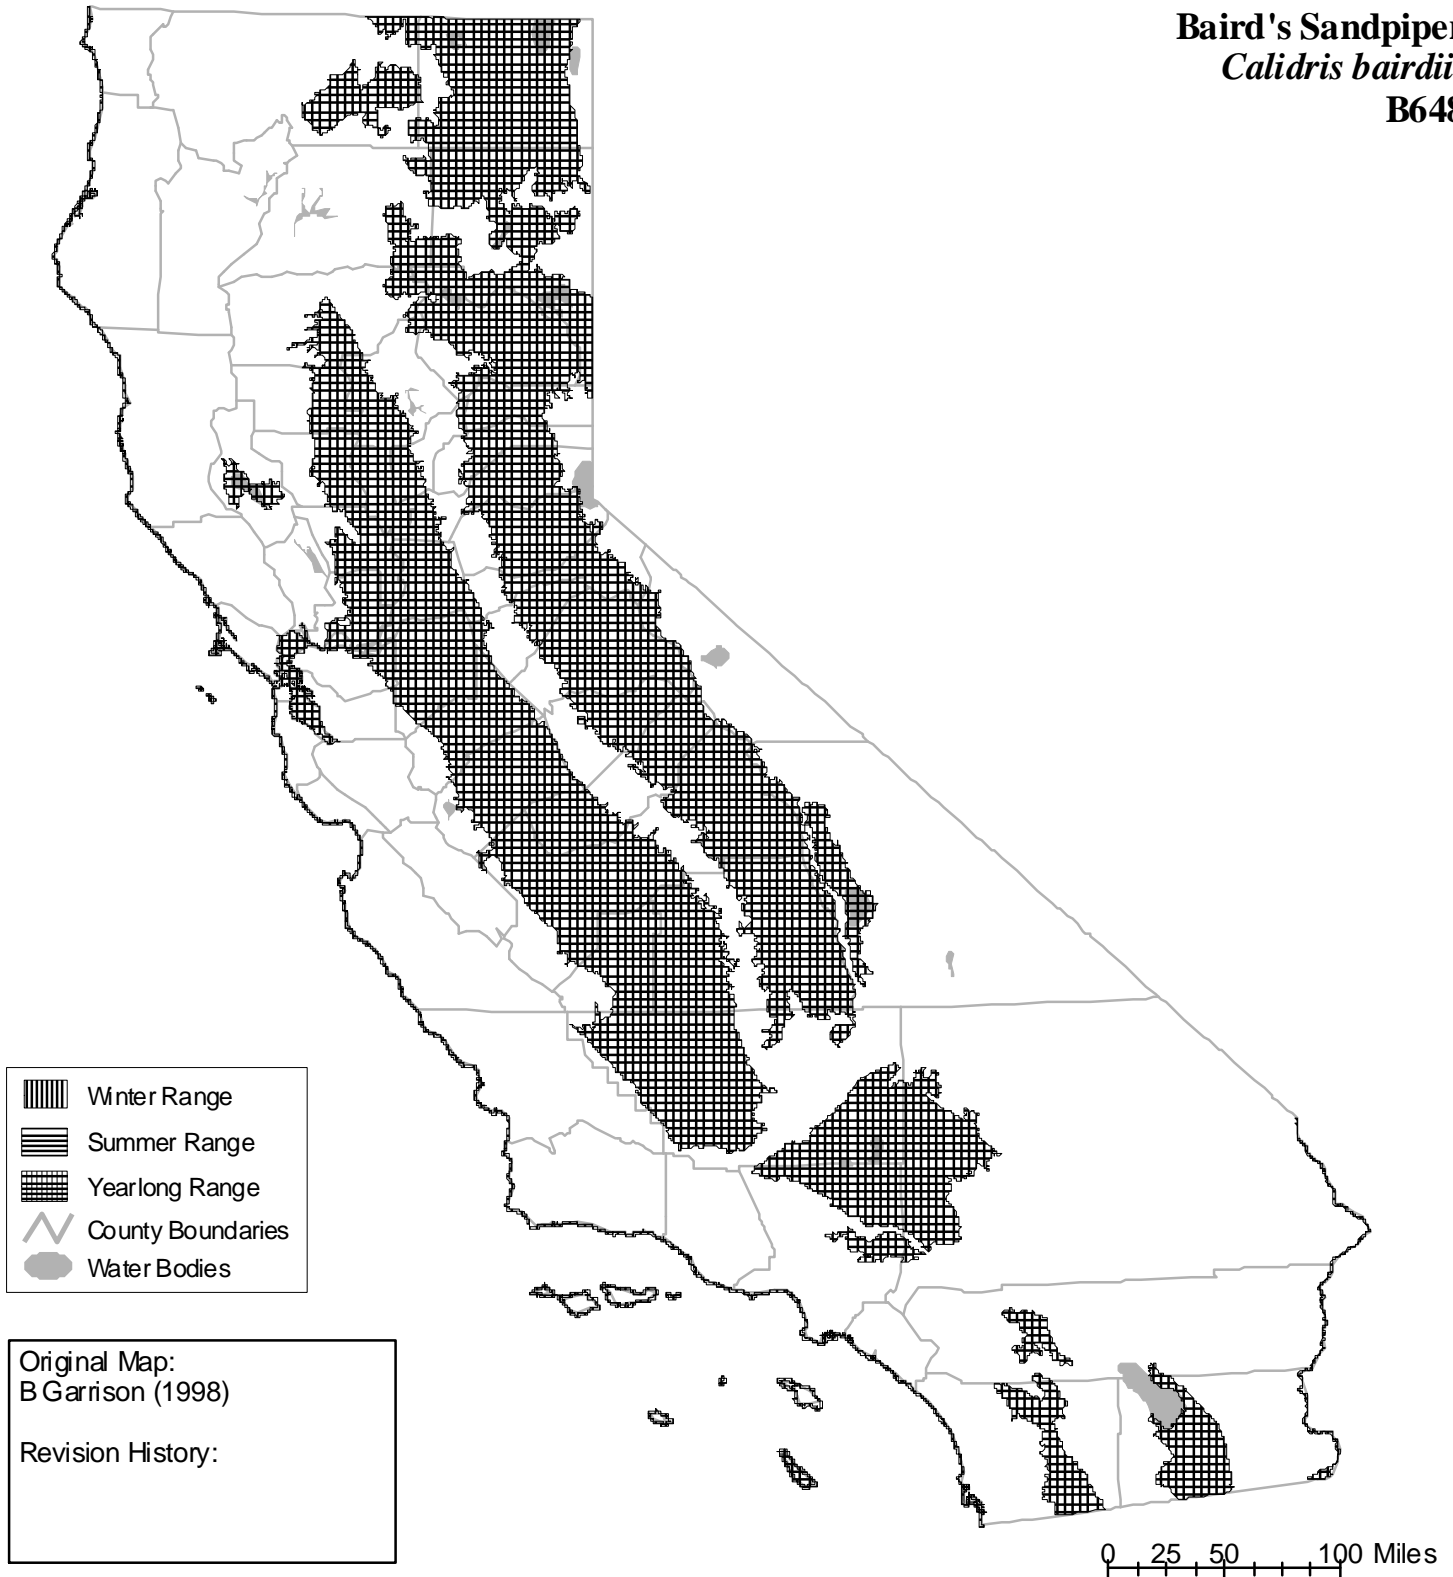 Baird's Sandpiper
Calidris bairdii
B648
Winter Range
Summer Range
Yearlong Range
County Boundaries
Water Bodies
Original Map:
B Garrison (1998)
Revision History:
0 25 50 100 Miles